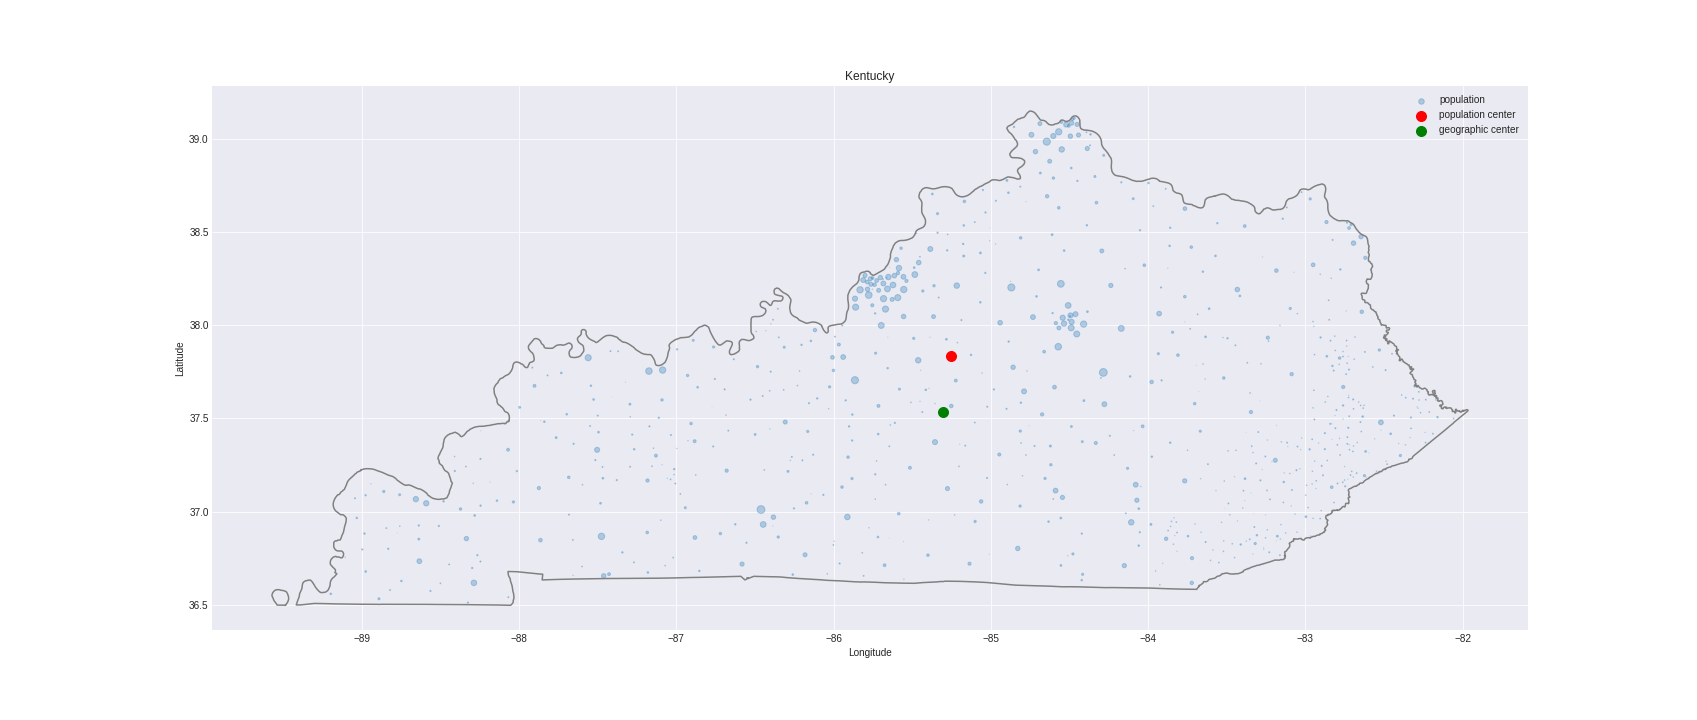 Kentucky
population
population center
geographic center
39.0
38.5
38.0
37.5
37.0
36.5
Latitude
−89
−88
−87
−86
−85
−84
−83
−82
Longitude